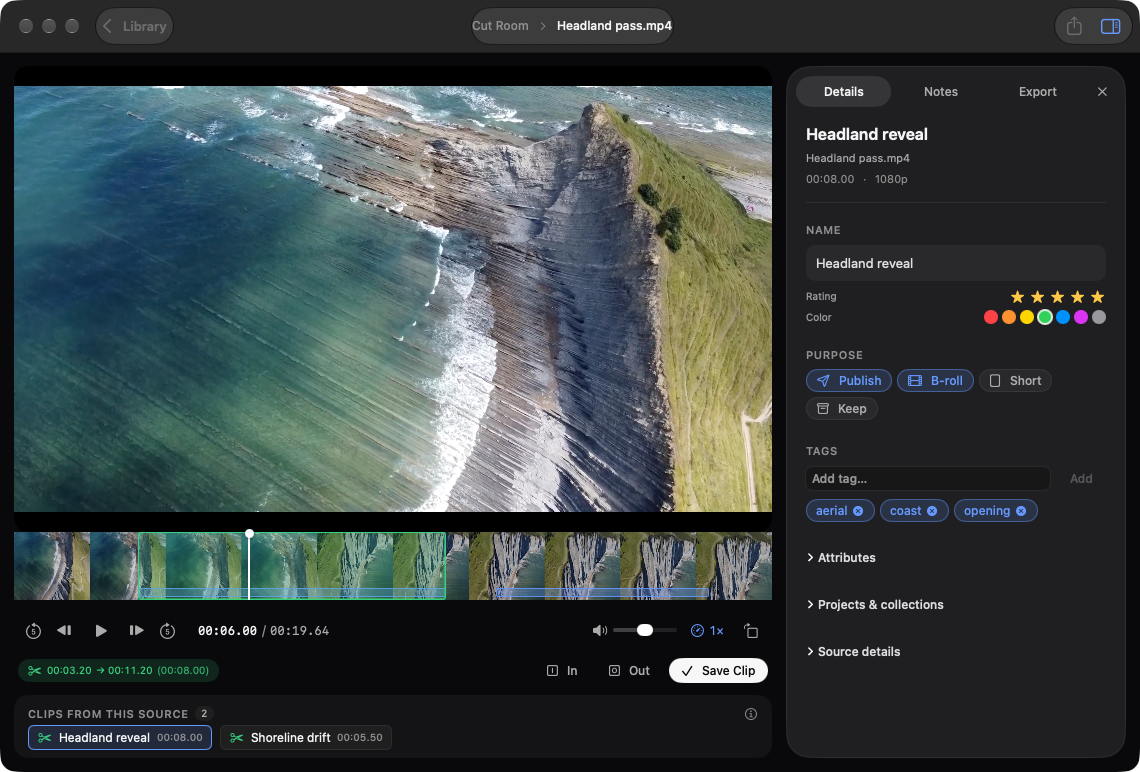 Library
Cut Room > Headland pass.mp4
Details Notes Export
Headland reveal
Headland pass.mp4
00:08.00 · 1080p
NAME
Headland reveal
Rating
Color
PURPOSE
Publish B-roll Short
Keep
TAGS
Add tag... Add
aerial coast opening
Attributes
Projects & collections
Source details
5 5 00:06.00 / 00:19.64 1×
00:03.20 → 00:11.20 (00:08.00) In Out Save Clip
CLIPS FROM THIS SOURCE 2
Headland reveal 00:08.00 Shoreline drift 00:05.50